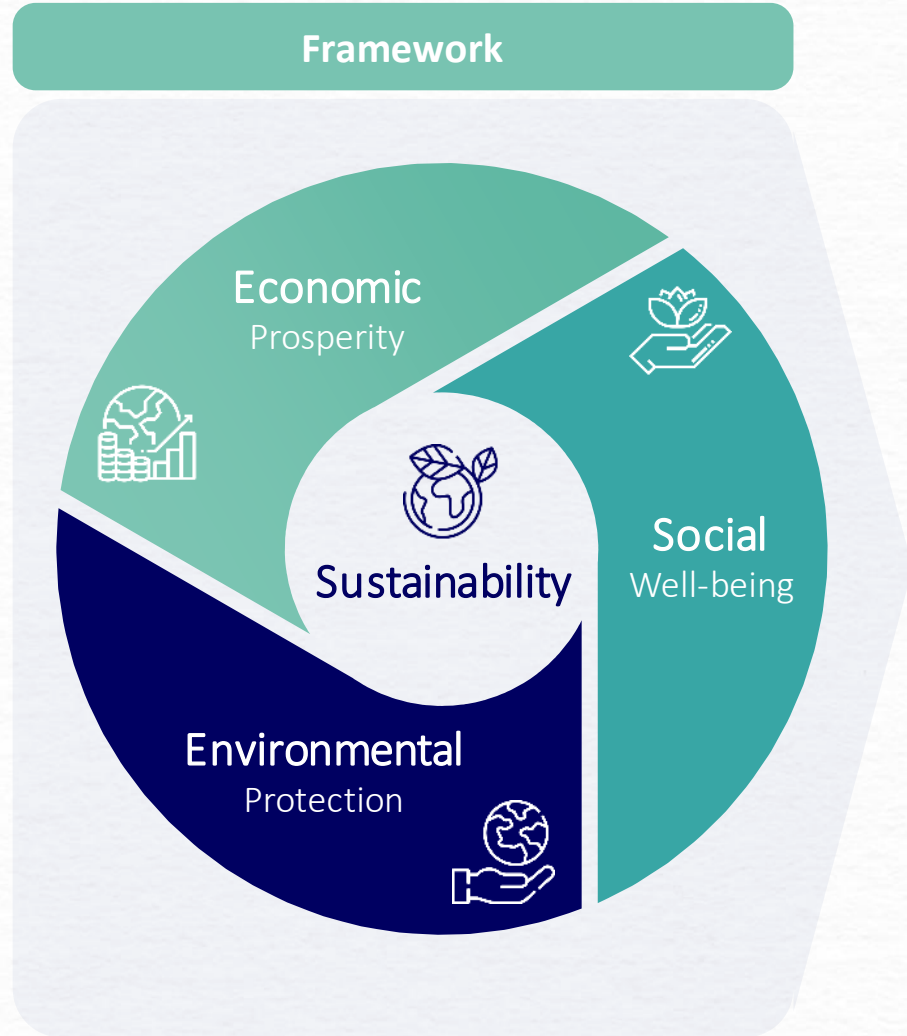 Framework
Economic
Prosperity
Social
Well-being
Sustainability
Environmental
Protection